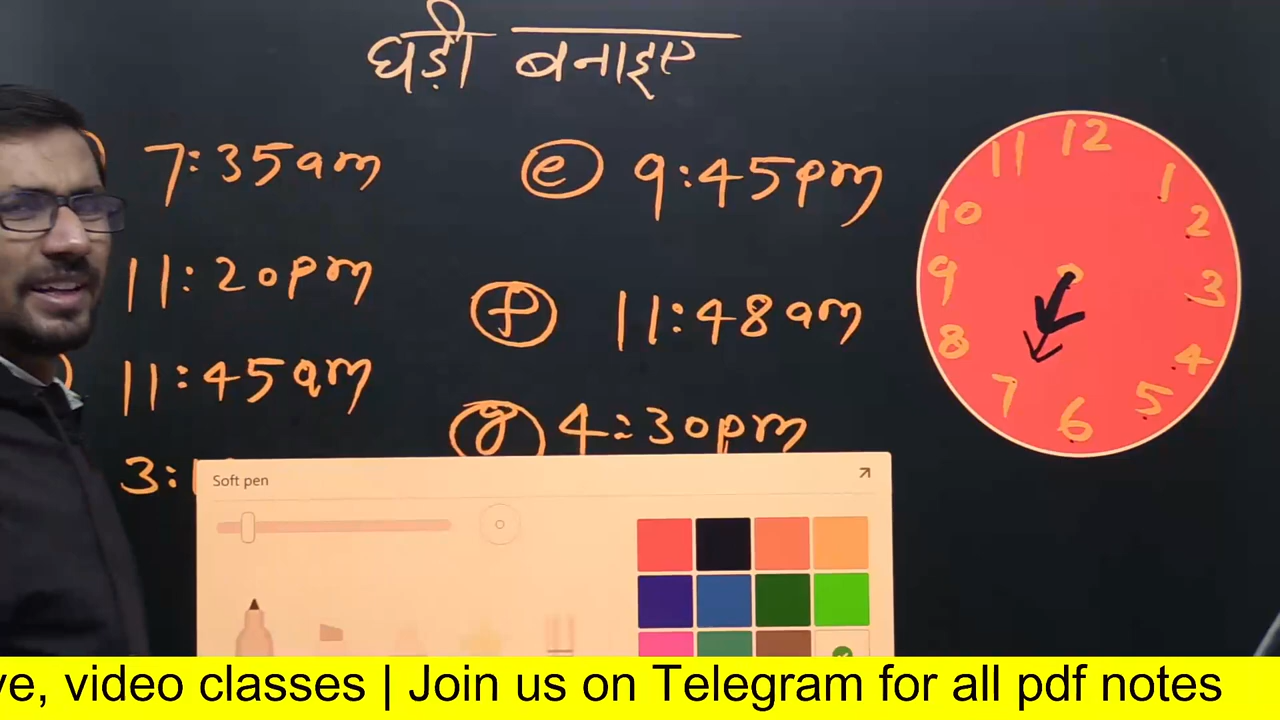 घड़ी बनाइए
7:35am
11:20pm
11:45am
3:1
e 9:45pm
f 11:48am
g 4:30pm
12
1
2
3
4
5
6
7
8
9
10
11
Soft pen
ve, video classes | Join us on Telegram for all pdf notes